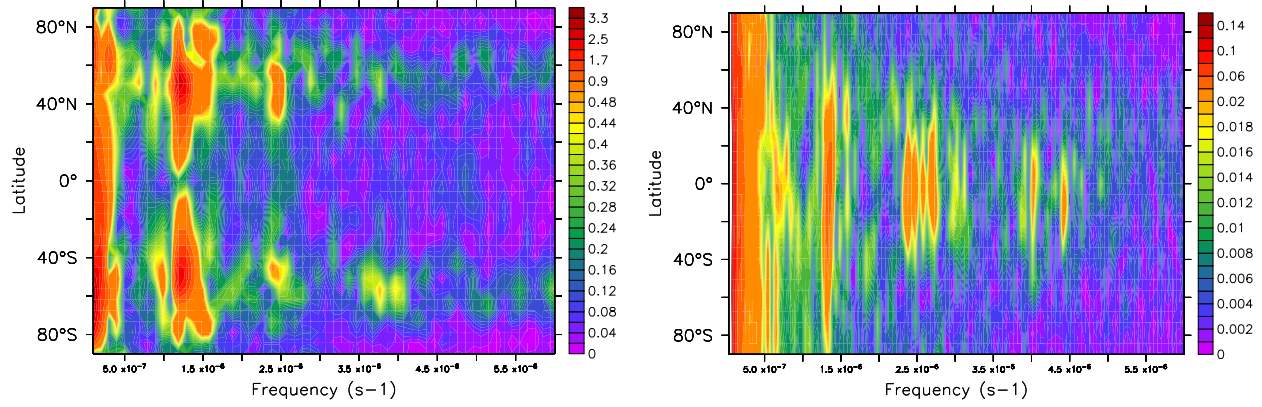 80°N
40°N
0°
40°S
80°S
Latitude
5.0 x10⁻⁷ 1.5 x10⁻⁶ 2.5 x10⁻⁶ 3.5 x10⁻⁶ 4.5 x10⁻⁶ 5.5 x10⁻⁶
Frequency (s−1)
3.3
2.5
1.7
0.9
0.48
0.44
0.4
0.36
0.32
0.28
0.24
0.2
0.16
0.12
0.08
0.04
0
80°N
40°N
0°
40°S
80°S
Latitude
5.0 x10⁻⁷ 1.5 x10⁻⁶ 2.5 x10⁻⁶ 3.5 x10⁻⁶ 4.5 x10⁻⁶ 5.5 x10⁻⁶
Frequency (s−1)
0.14
0.1
0.06
0.02
0.018
0.016
0.014
0.012
0.01
0.008
0.006
0.004
0.002
0